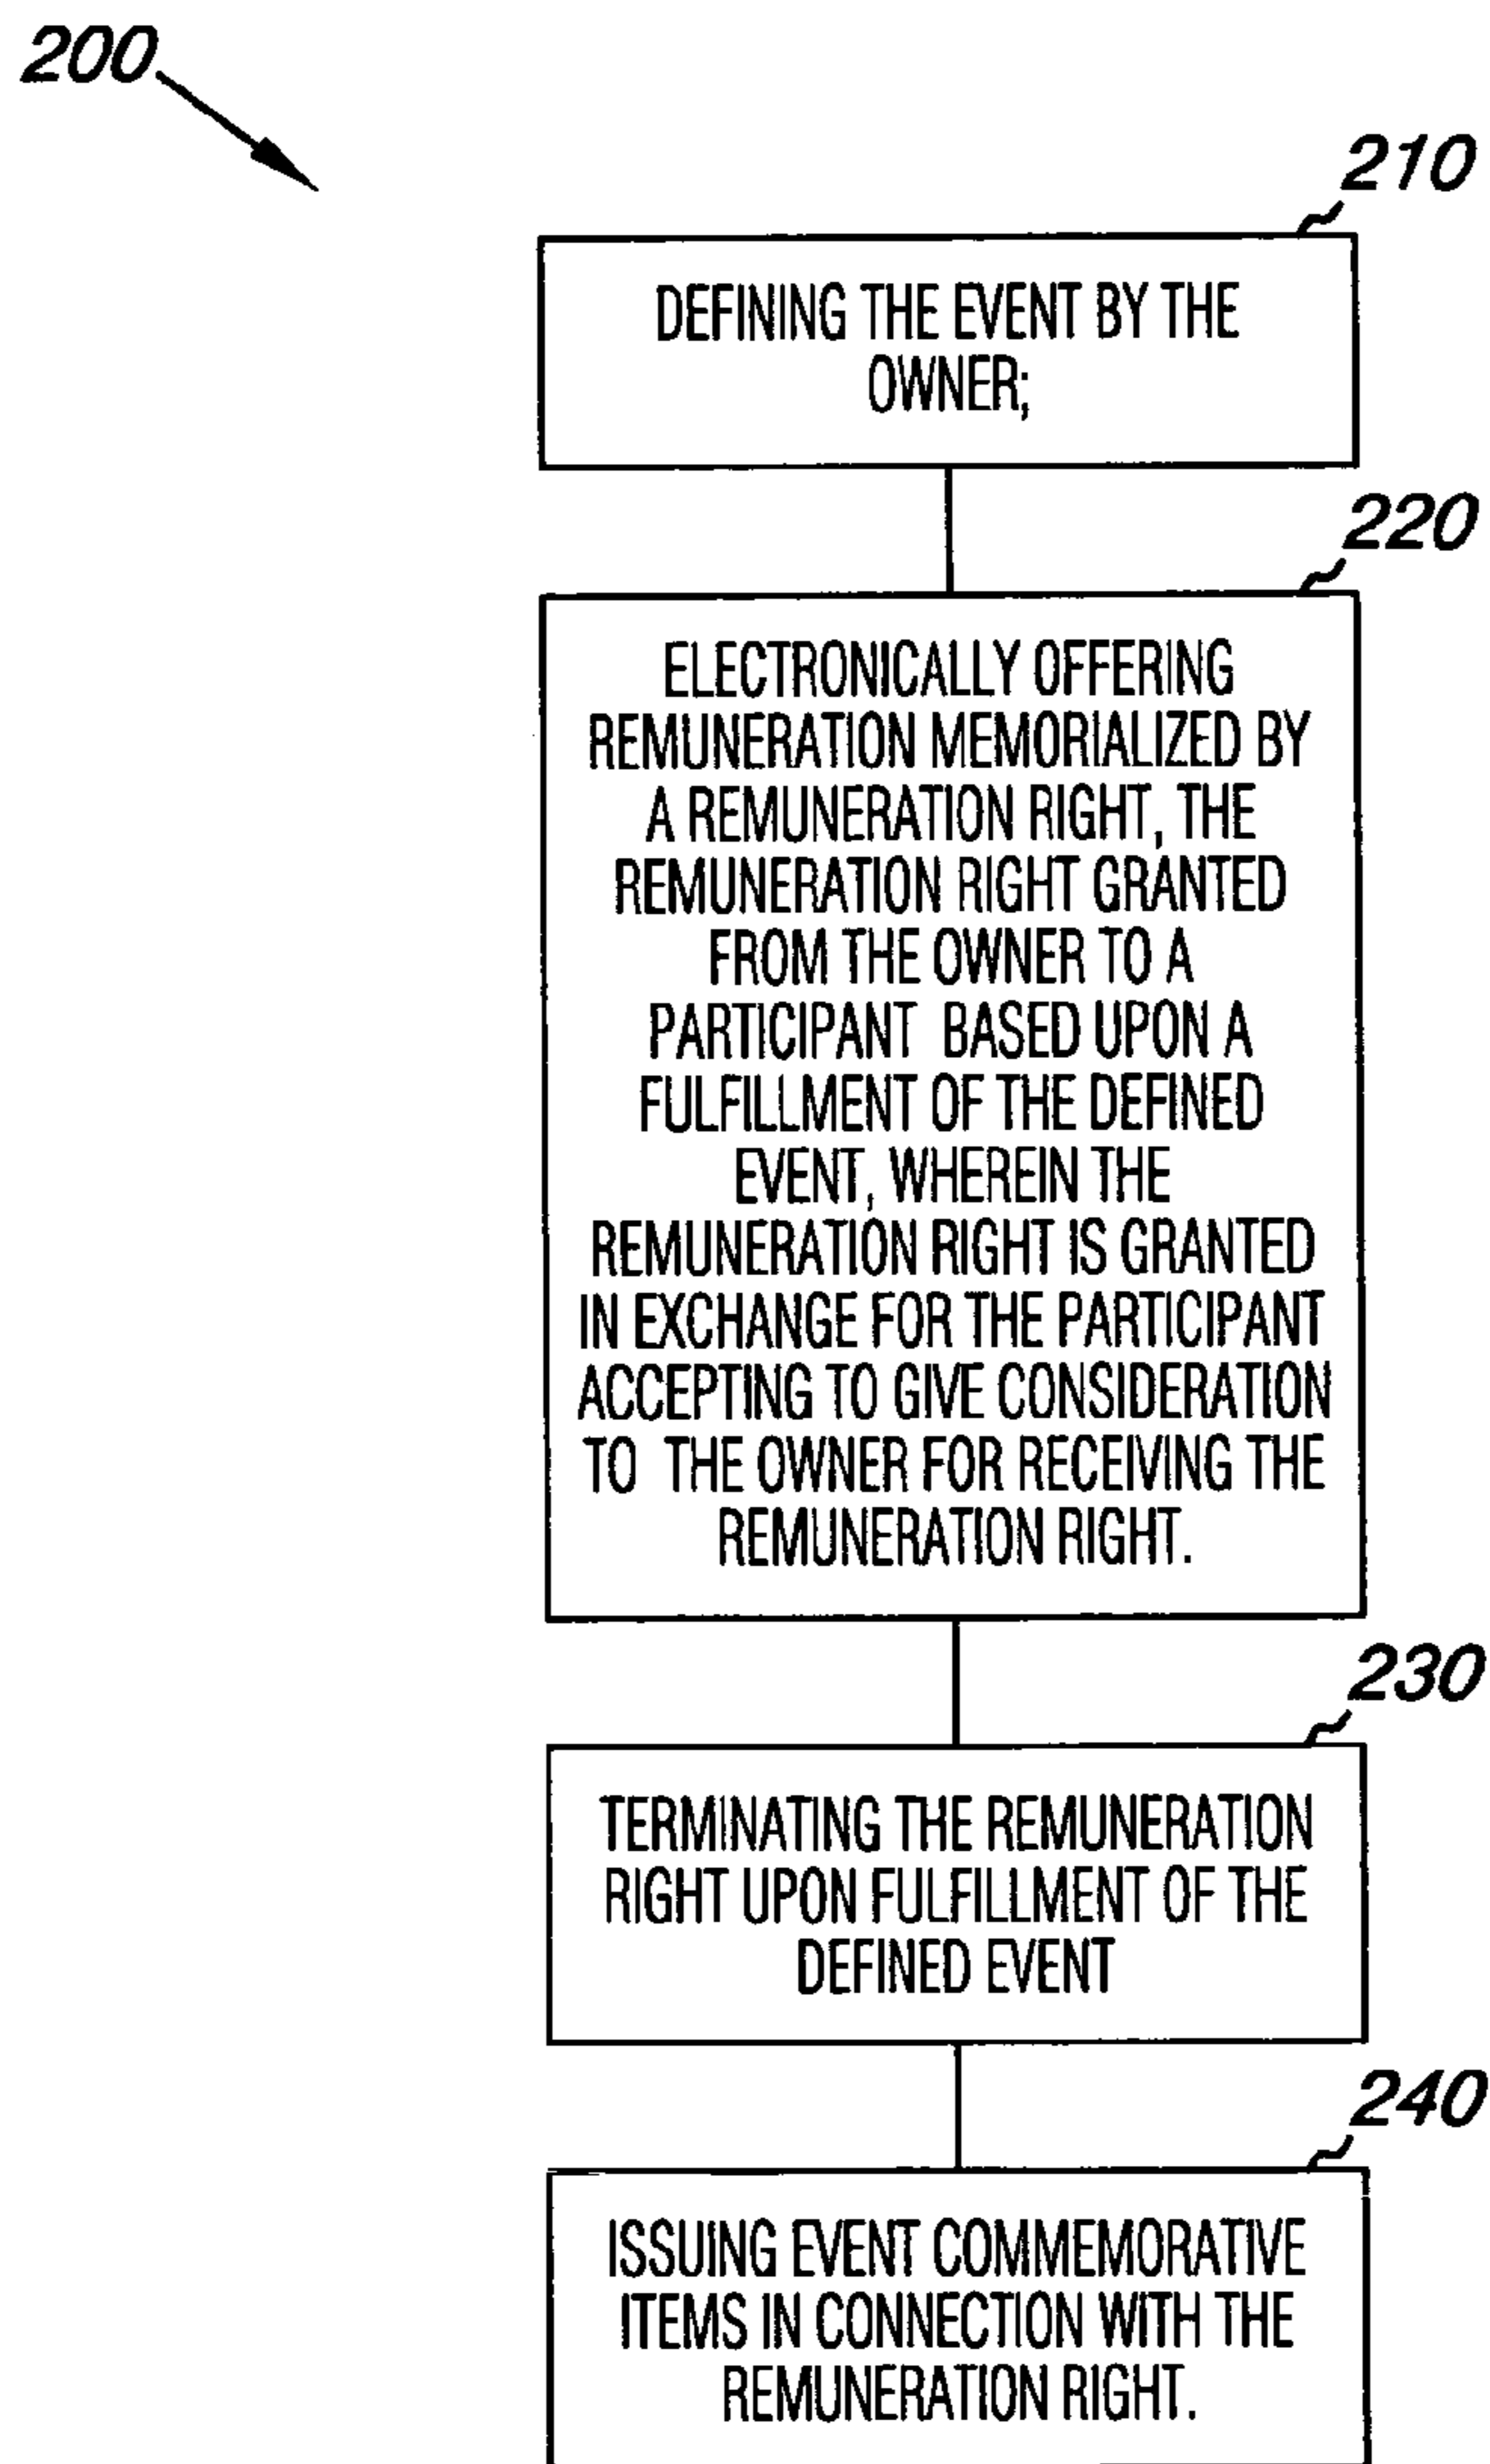 200
210
DEFINING THE EVENT BY THE
OWNER;
220
ELECTRONICALLY OFFERING
REMUNERATION MEMORIALIZED BY
A REMUNERATION RIGHT, THE
REMUNERATION RIGHT GRANTED
FROM THE OWNER TO A
PARTICIPANT BASED UPON A
FULFILLMENT OF THE DEFINED
EVENT, WHEREIN THE
REMUNERATION RIGHT IS GRANTED
IN EXCHANGE FOR THE PARTICIPANT
ACCEPTING TO GIVE CONSIDERATION
TO THE OWNER FOR RECEIVING THE
REMUNERATION RIGHT.
230
TERMINATING THE REMUNERATION
RIGHT UPON FULFILLMENT OF THE
DEFINED EVENT
240
ISSUING EVENT COMMEMORATIVE
ITEMS IN CONNECTION WITH THE
REMUNERATION RIGHT.